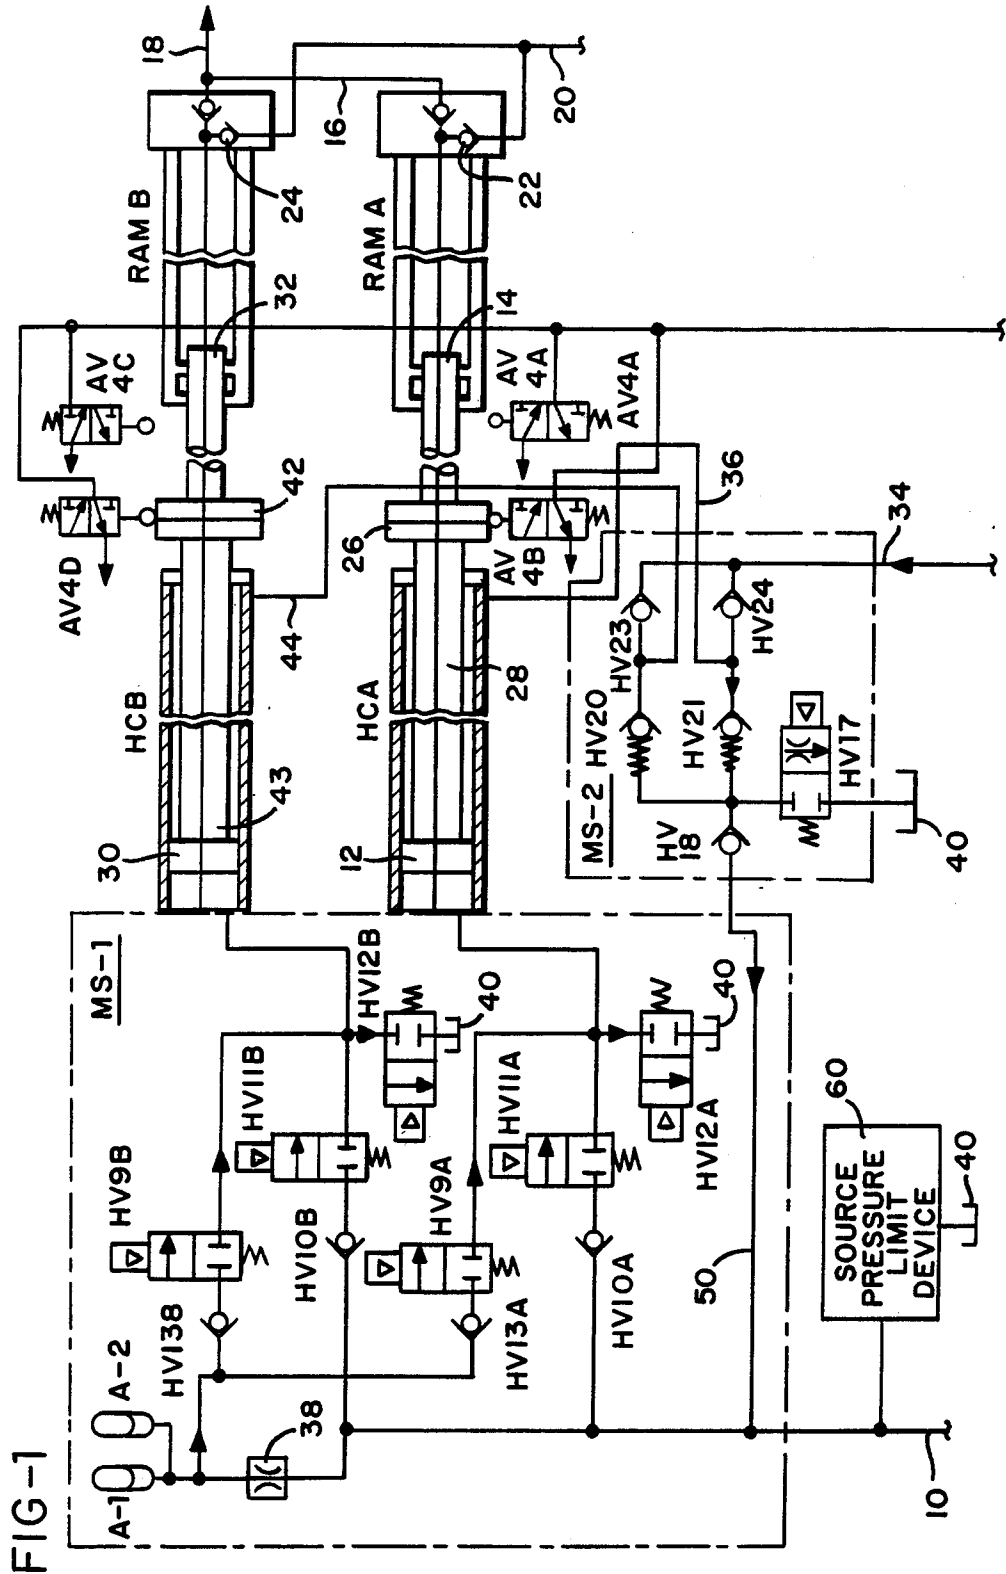 FIG-1
18
16
20
24
22
RAM B
RAM A
32
14
AV
4C
AV
4A
AV4A
AV4D
42
26
AV
4B
36
34
44
HCB
HCA
28
43
30
12
HV23
HV24
HV20
HV21
MS-2
HV
18
HV17
40
MS-1
HV12B
40
HV11B
HV9B
HV10B
HV138
HV9A
HV11A
HV12A
40
HV13A
HV10A
A-2
A-1
38
50
60
SOURCE
PRESSURE
LIMIT
DEVICE
40
10